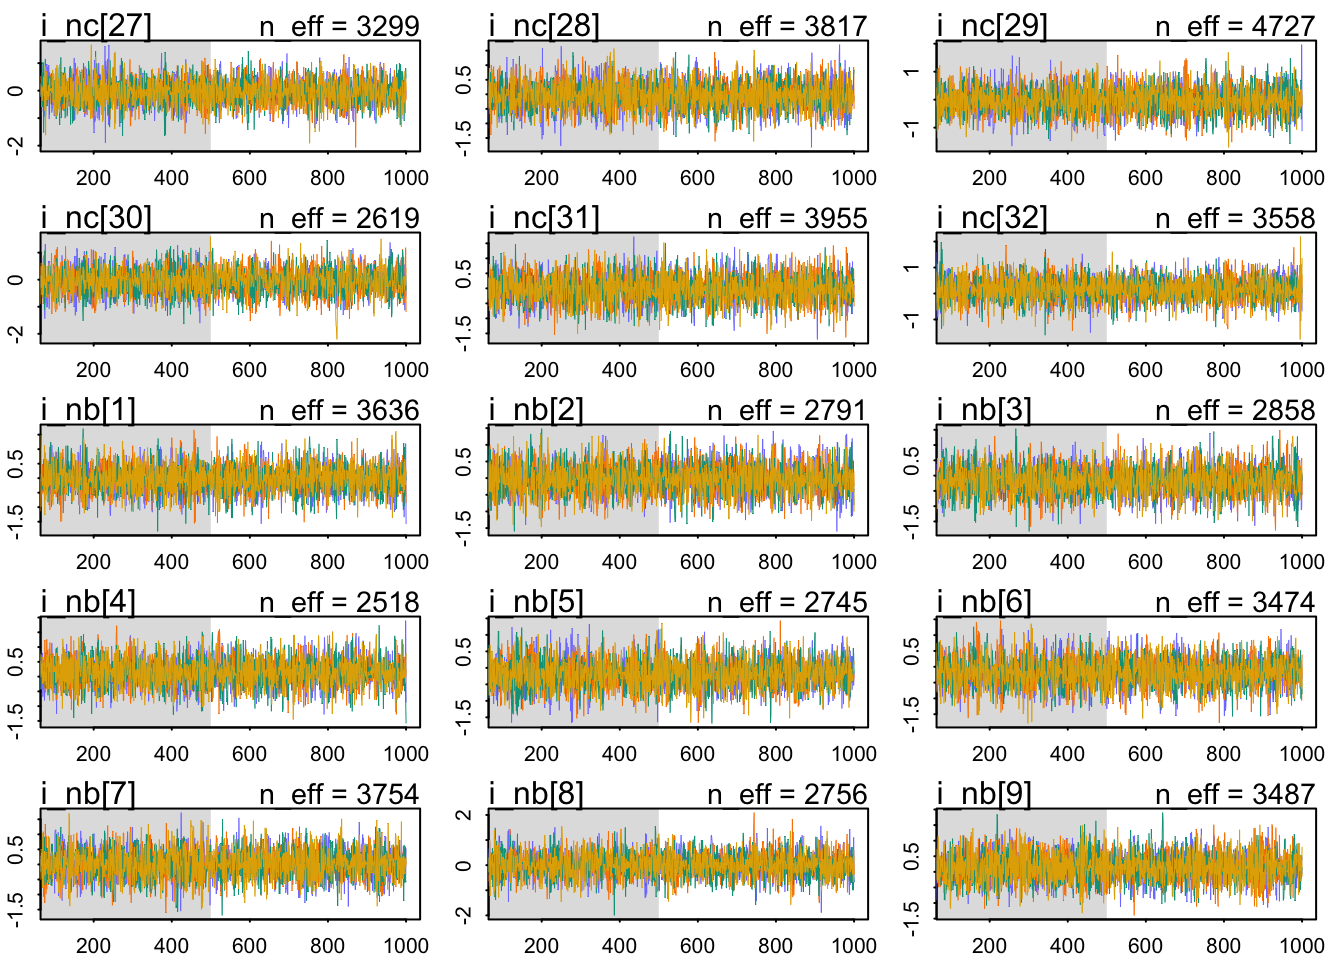 i_nc[27] n_eff = 3299 i_nc[28] n_eff = 3817 i_nc[29] n_eff = 4727
0 -2 0.5 -1.5 1 -1
200 400 600 800 1000 200 400 600 800 1000 200 400 600 800 1000
i_nc[30] n_eff = 2619 i_nc[31] n_eff = 3955 i_nc[32] n_eff = 3558
0 -2 0.5 -1.5 1 -1
200 400 600 800 1000 200 400 600 800 1000 200 400 600 800 1000
i_nb[1] n_eff = 3636 i_nb[2] n_eff = 2791 i_nb[3] n_eff = 2858
0.5 -1.5 0.5 -1.5 0.5 -1.5
200 400 600 800 1000 200 400 600 800 1000 200 400 600 800 1000
i_nb[4] n_eff = 2518 i_nb[5] n_eff = 2745 i_nb[6] n_eff = 3474
0.5 -1.5 0.5 -1.5 0.5 -1.5
200 400 600 800 1000 200 400 600 800 1000 200 400 600 800 1000
i_nb[7] n_eff = 3754 i_nb[8] n_eff = 2756 i_nb[9] n_eff = 3487
0.5 -1.5 2 0 -2 0.5 -1.5
200 400 600 800 1000 200 400 600 800 1000 200 400 600 800 1000